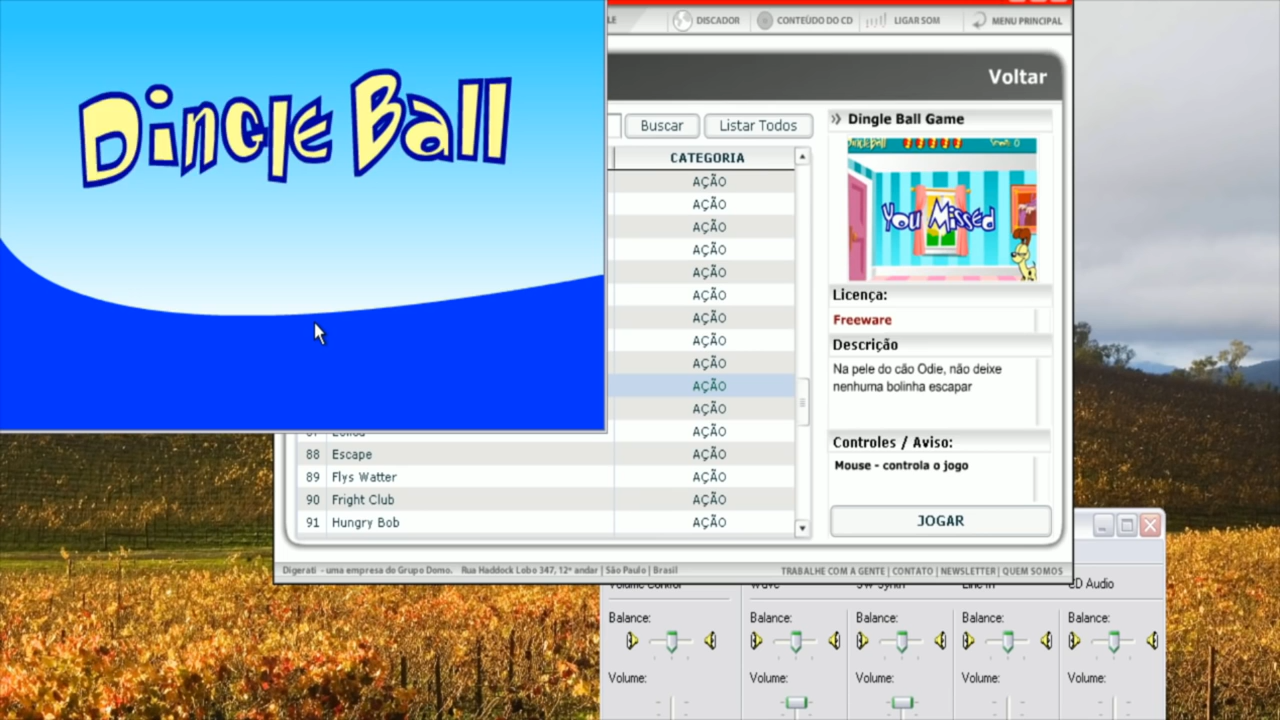 DISCADOR
CONTEÚDO DO CD
LIGAR SOM
MENU PRINCIPAL
Dingle Ball
Voltar
Buscar
Listar Todos
CATEGORIA
AÇÃO
AÇÃO
AÇÃO
AÇÃO
AÇÃO
AÇÃO
AÇÃO
AÇÃO
AÇÃO
AÇÃO
AÇÃO
AÇÃO
88 Escape AÇÃO
89 Flys Watter AÇÃO
90 Fright Club AÇÃO
91 Hungry Bob AÇÃO
Dingle Ball Game
You Missed
Licença:
Freeware
Descrição
Na pele do cão Odie, não deixe
nenhuma bolinha escapar
Controles / Aviso:
Mouse - controla o jogo
JOGAR
Digerati - uma empresa do Grupo Domo. Rua Haddock Lobo 347, 12º andar | São Paulo | Brasil
TRABALHE COM A GENTE | CONTATO | NEWSLETTER | QUEM SOMOS
Volume Control Wave SW Synth Line In CD Audio
Balance: Balance: Balance: Balance: Balance:
Volume: Volume: Volume: Volume: Volume: